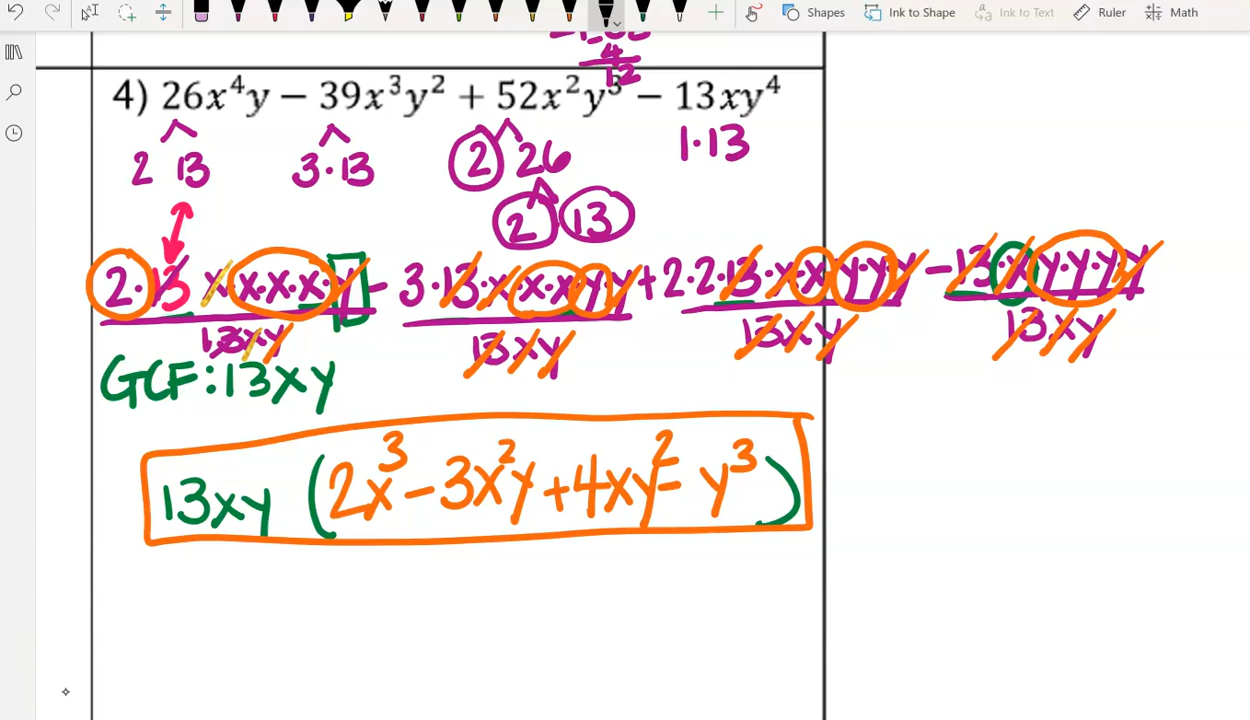 Shapes Ink to Shape Ink to Text Ruler Math
4
12
4) 26x⁴y − 39x³y² + 52x²y³ − 13xy⁴
2 13 3·13 2 26 1·13
2 13
2·13·x·x·x·x·y − 3·13·x·x·x·y·y + 2·2·13·x·x·y·y·y − 13·x·y·y·y·y
13xy 13xy 13xy 13xy
GCF: 13xy
13xy (2x³ − 3x²y + 4xy² − y³)